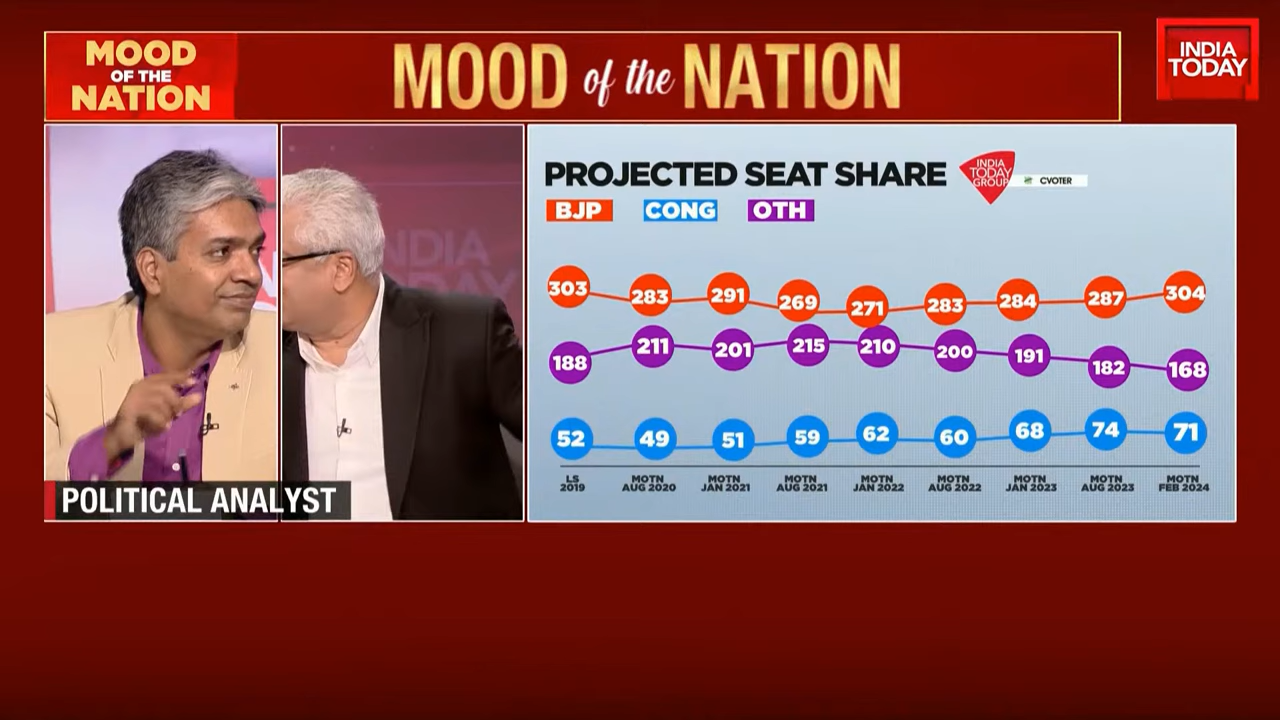 MOOD
OF THE
NATION
MOOD of the NATION
INDIA
TODAY
INDIA
TODAY
POLITICAL ANALYST
PROJECTED SEAT SHARE
INDIA
TODAY
GROUP
CVOTER
BJP CONG OTH
303 283 291 269 271 283 284 287 304
188 211 201 215 210 200 191 182 168
52 49 51 59 62 60 68 74 71
LS MOTN MOTN MOTN MOTN MOTN MOTN MOTN MOTN
2019 AUG 2020 JAN 2021 AUG 2021 JAN 2022 AUG 2022 JAN 2023 AUG 2023 FEB 2024